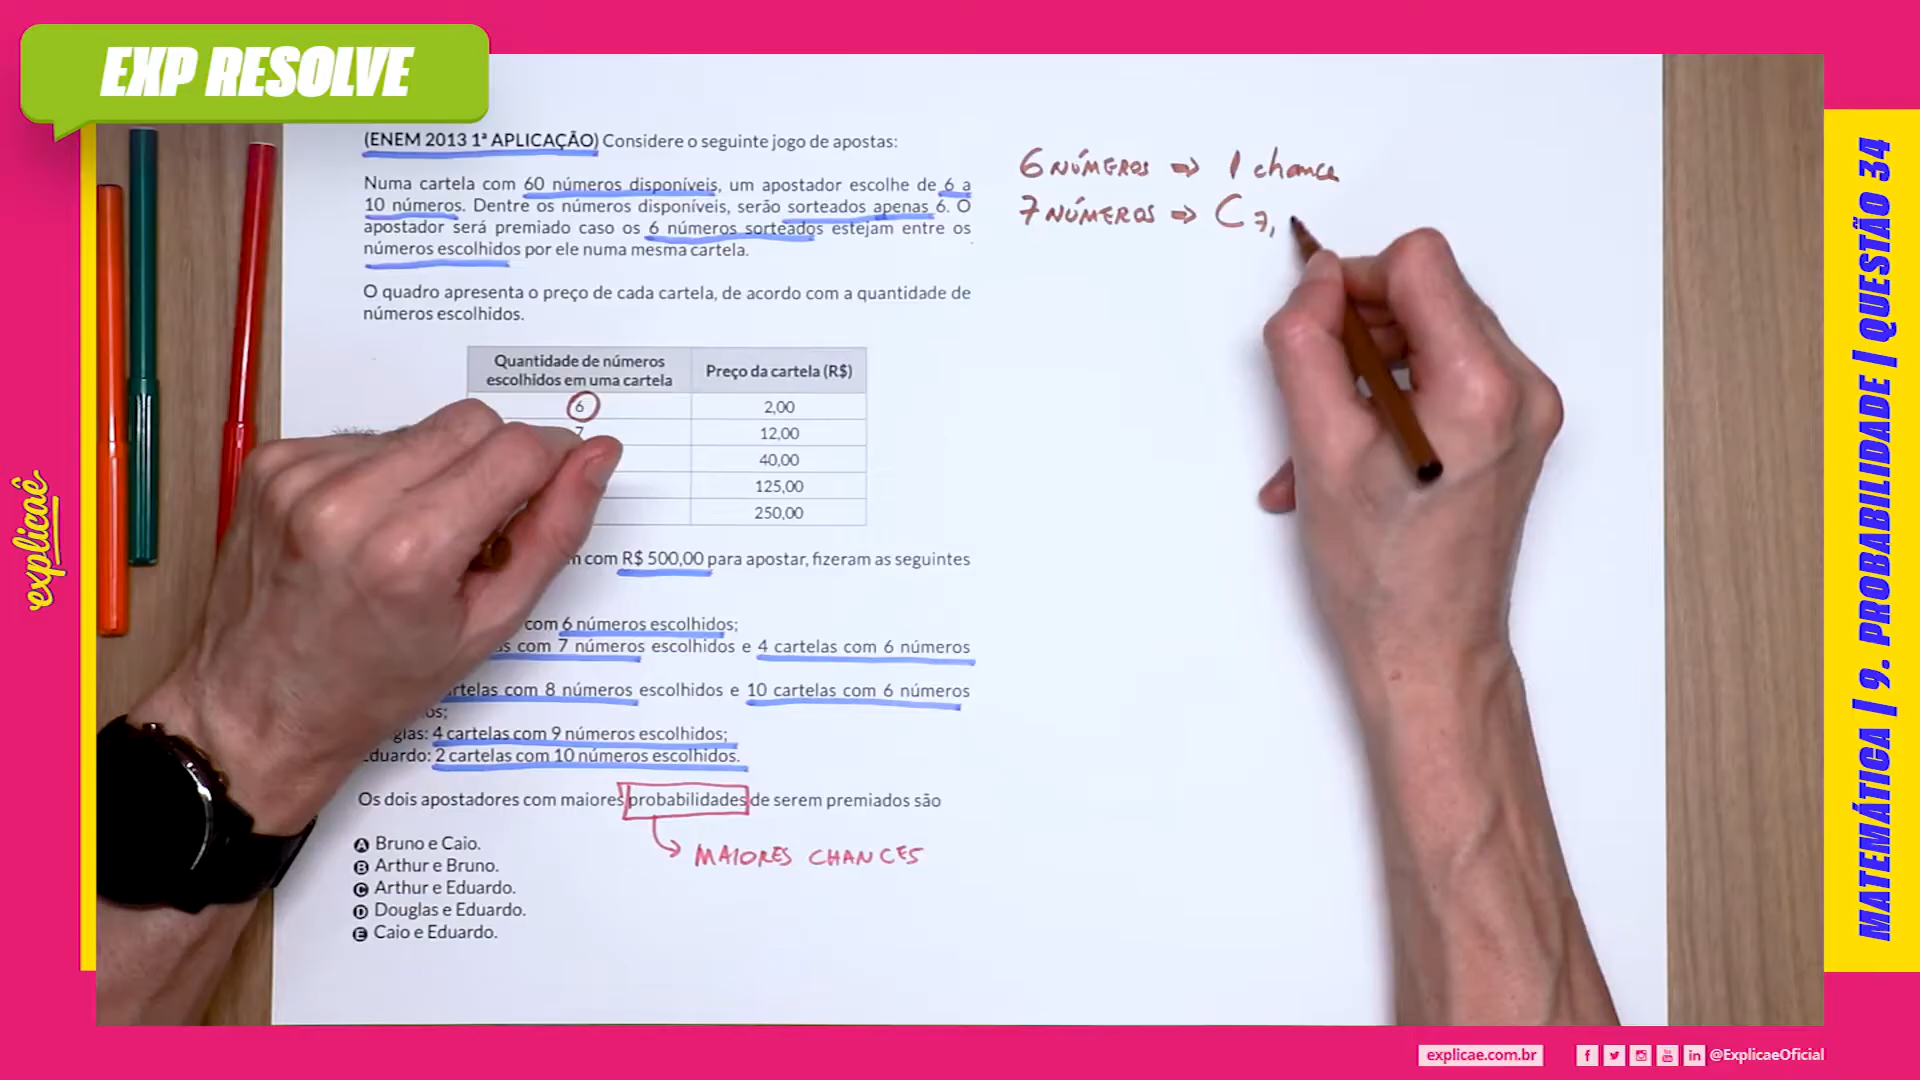 EXP RESOLVE
(ENEM 2013 1ª APLICAÇÃO) Considere o seguinte jogo de apostas:
Numa cartela com 60 números disponíveis, um apostador escolhe de 6 a
10 números. Dentre os números disponíveis, serão sorteados apenas 6. O
apostador será premiado caso os 6 números sorteados estejam entre os
números escolhidos por ele numa mesma cartela.
O quadro apresenta o preço de cada cartela, de acordo com a quantidade de
números escolhidos.
Quantidade de números
escolhidos em uma cartela
Preço da cartela (R$)
6 2,00
7 12,00
40,00
125,00
250,00
com R$ 500,00 para apostar, fizeram as seguintes
com 6 números escolhidos;
com 7 números escolhidos e 4 cartelas com 6 números
cartelas com 8 números escolhidos e 10 cartelas com 6 números
os;
glas: 4 cartelas com 9 números escolhidos;
Eduardo: 2 cartelas com 10 números escolhidos.
Os dois apostadores com maiores probabilidades de serem premiados são
MAIORES CHANCES
A Bruno e Caio.
B Arthur e Bruno.
C Arthur e Eduardo.
D Douglas e Eduardo.
E Caio e Eduardo.
6 NÚMEROS ⇒ 1 chance
7 NÚMEROS ⇒ C 7,
explicaê
MATEMÁTICA | 9. PROBABILIDADE | QUESTÃO 34
explicae.com.br
@ExplicaeOficial